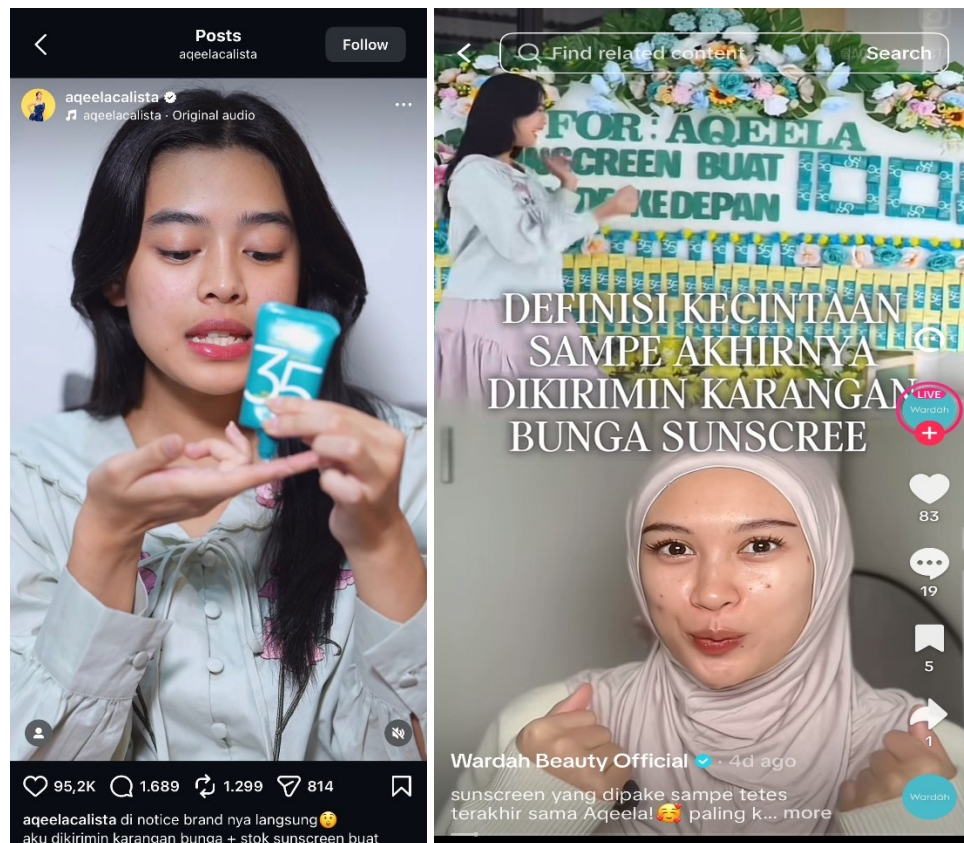 Posts
aqeelacalista
Follow
aqeelacalista
aqeelacalista · Original audio
35
95,2K
1.689
1.299
814
aqeelacalista di notice brand nya langsung😲
aku dikirimin karangan bunga + stok sunscreen buat
Find related content
Search
FOR : AQEELA
BUAT
KEDEPAN
35
DEFINISI KECINTAAN
SAMPE AKHIRNYA
DIKIRIMIN KARANGAN
BUNGA SUNSCREE
LIVE
Wardah
83
19
5
1
Wardah Beauty Official · 4d ago
sunscreen yang dipake sampe tetes
terakhir sama Aqeela!🥰 paling k... more
Wardah